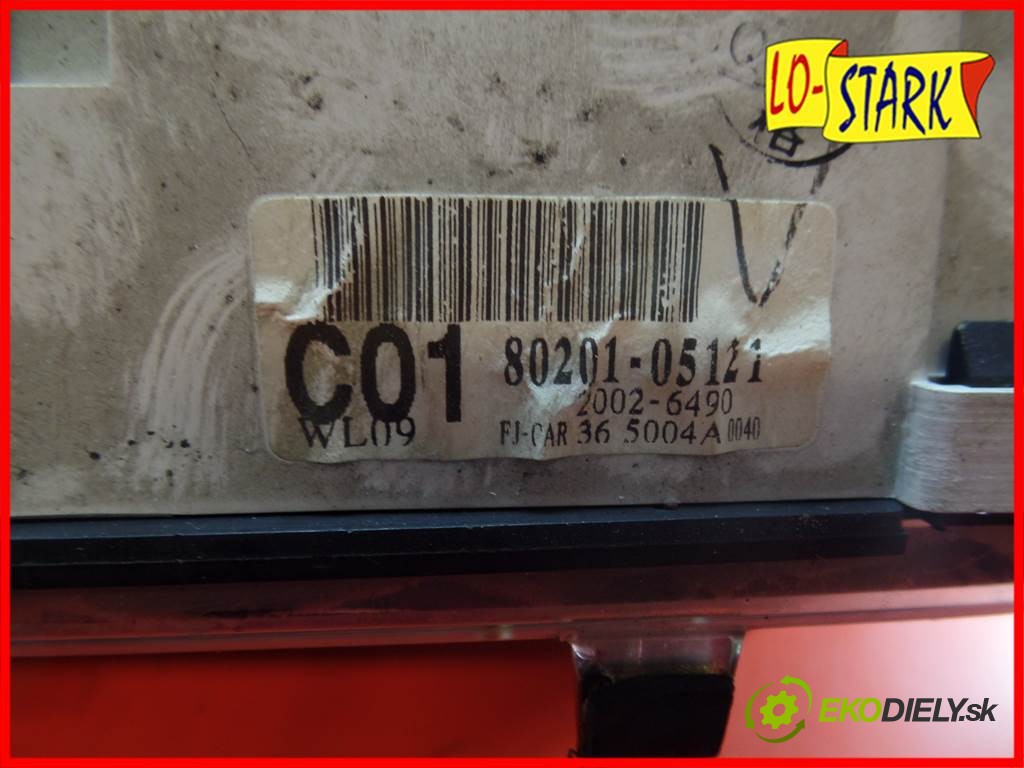 LO-STARK
C01 80201-05121
2002-6490
WL09 FJ-CAR 36 5004A 0040
EKODIELY.sk